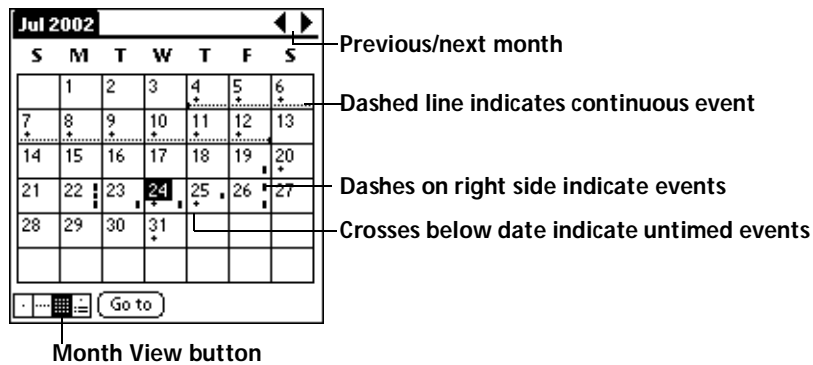 Jul 2002
Previous/next month
S M T W T F S
1 2 3 4 5 6
Dashed line indicates continuous event
7 8 9 10 11 12 13
14 15 16 17 18 19 20
21 22 23 24 25 26 27
Dashes on right side indicate events
28 29 30 31
Crosses below date indicate untimed events
Go to
Month View button